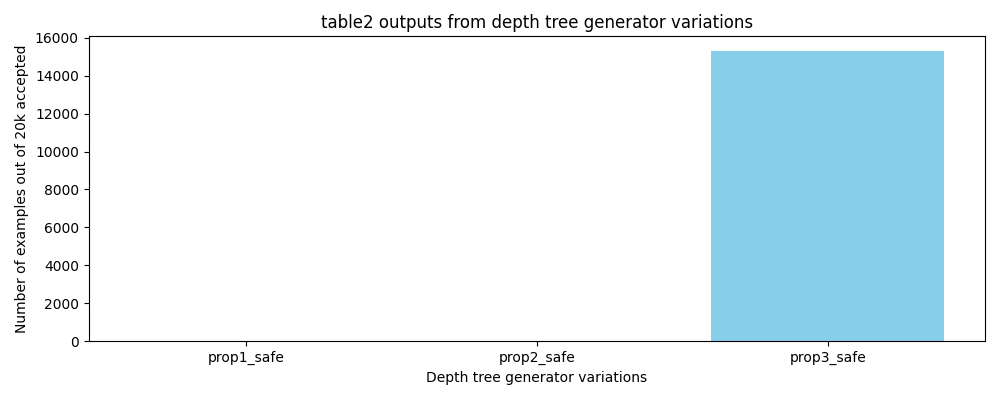 table2 outputs from depth tree generator variations
Number of examples out of 20k accepted
16000
14000
12000
10000
8000
6000
4000
2000
0
prop1_safe prop2_safe prop3_safe
Depth tree generator variations